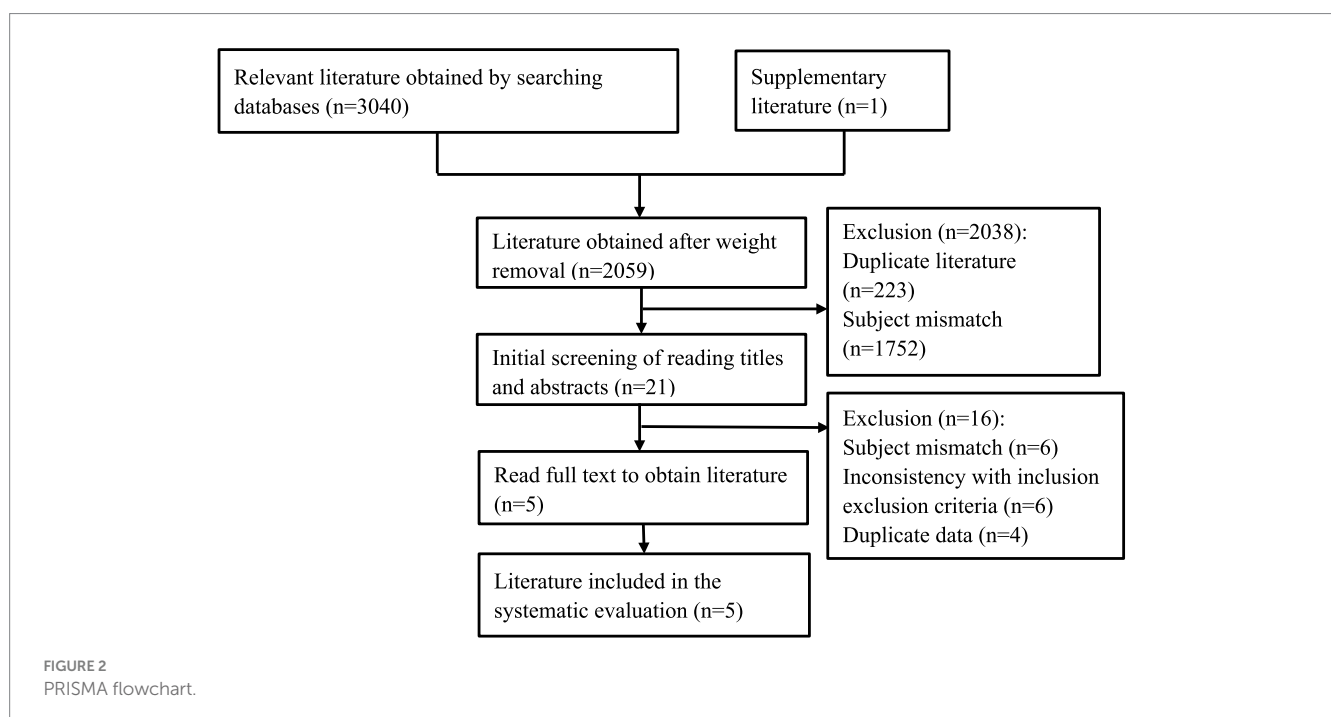 Relevant literature obtained by searching
databases (n=3040)
Supplementary
literature (n=1)
Literature obtained after weight
removal (n=2059)
Exclusion (n=2038):
Duplicate literature
(n=223)
Subject mismatch
(n=1752)
Initial screening of reading titles
and abstracts (n=21)
Exclusion (n=16):
Subject mismatch (n=6)
Inconsistency with inclusion
exclusion criteria (n=6)
Duplicate data (n=4)
Read full text to obtain literature
(n=5)
Literature included in the
systematic evaluation (n=5)
FIGURE 2
PRISMA flowchart.